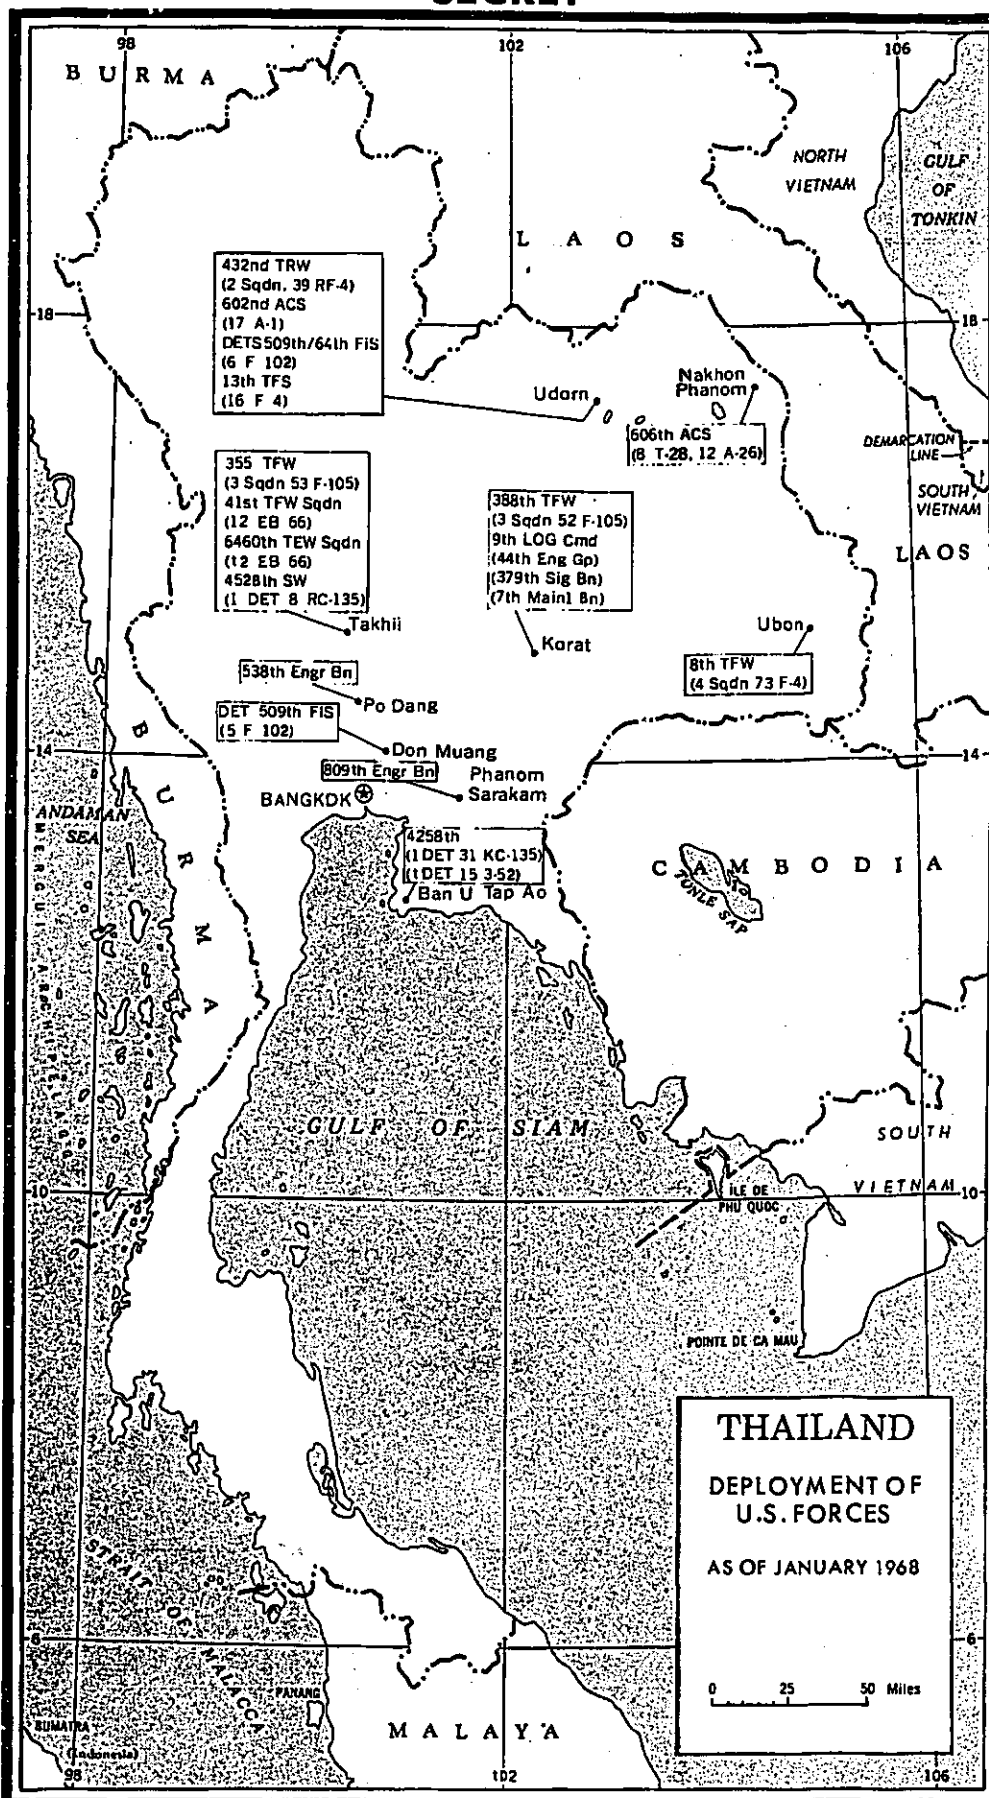 SECRET
98
102
106
BURMA
NORTH
VIETNAM
GULF
OF
TONKIN
LAOS
432nd TRW
(2 Sqdn, 39 RF-4)
602nd ACS
(17 A-1)
DETS 509th/64th FIS
(6 F 102)
13th TFS
(16 F 4)
18
18
Udorn
Nakhon
Phanom
606th ACS
(8 T-28, 12 A-26)
DEMARCATION
LINE
SOUTH
VIETNAM
LAOS
355 TFW
(3 Sqdn 53 F-105)
41st TFW Sqdn
(12 EB 66)
6460th TEW Sqdn
(12 EB 66)
4528th SW
(1 DET 8 RC-135)
Takhli
388th TFW
(3 Sqdn 52 F-105)
9th LOG Cmd
(44th Eng Gp)
(379th Sig Bn)
(7th Maint Bn)
Korat
Ubon
8th TFW
(4 Sqdn 73 F-4)
538th Engr Bn
Po Dang
DET 509th FIS
(5 F 102)
Don Muang
14
14
809th Engr Bn
Phanom
Sarakam
BANGKDK
ANDAMAN
SEA
BURMA
MERGUI ARCHIPELAGO
4258th
(1 DET 31 KC-135)
(1 DET 15 3-52)
Ban U Tap Ao
CAMBODIA
TONLE SAP
GULF OF SIAM
SOUTH
VIETNAM
10
10
ILE DE
PHU QUOC
POINTE DE CA MAU
THAILAND
DEPLOYMENT OF
U.S. FORCES
AS OF JANUARY 1968
0 25 50 Miles
STRAIT OF MALACCA
6
6
PANANG
MALAYA
SUMATRA
(Indonesia)
98
102
106